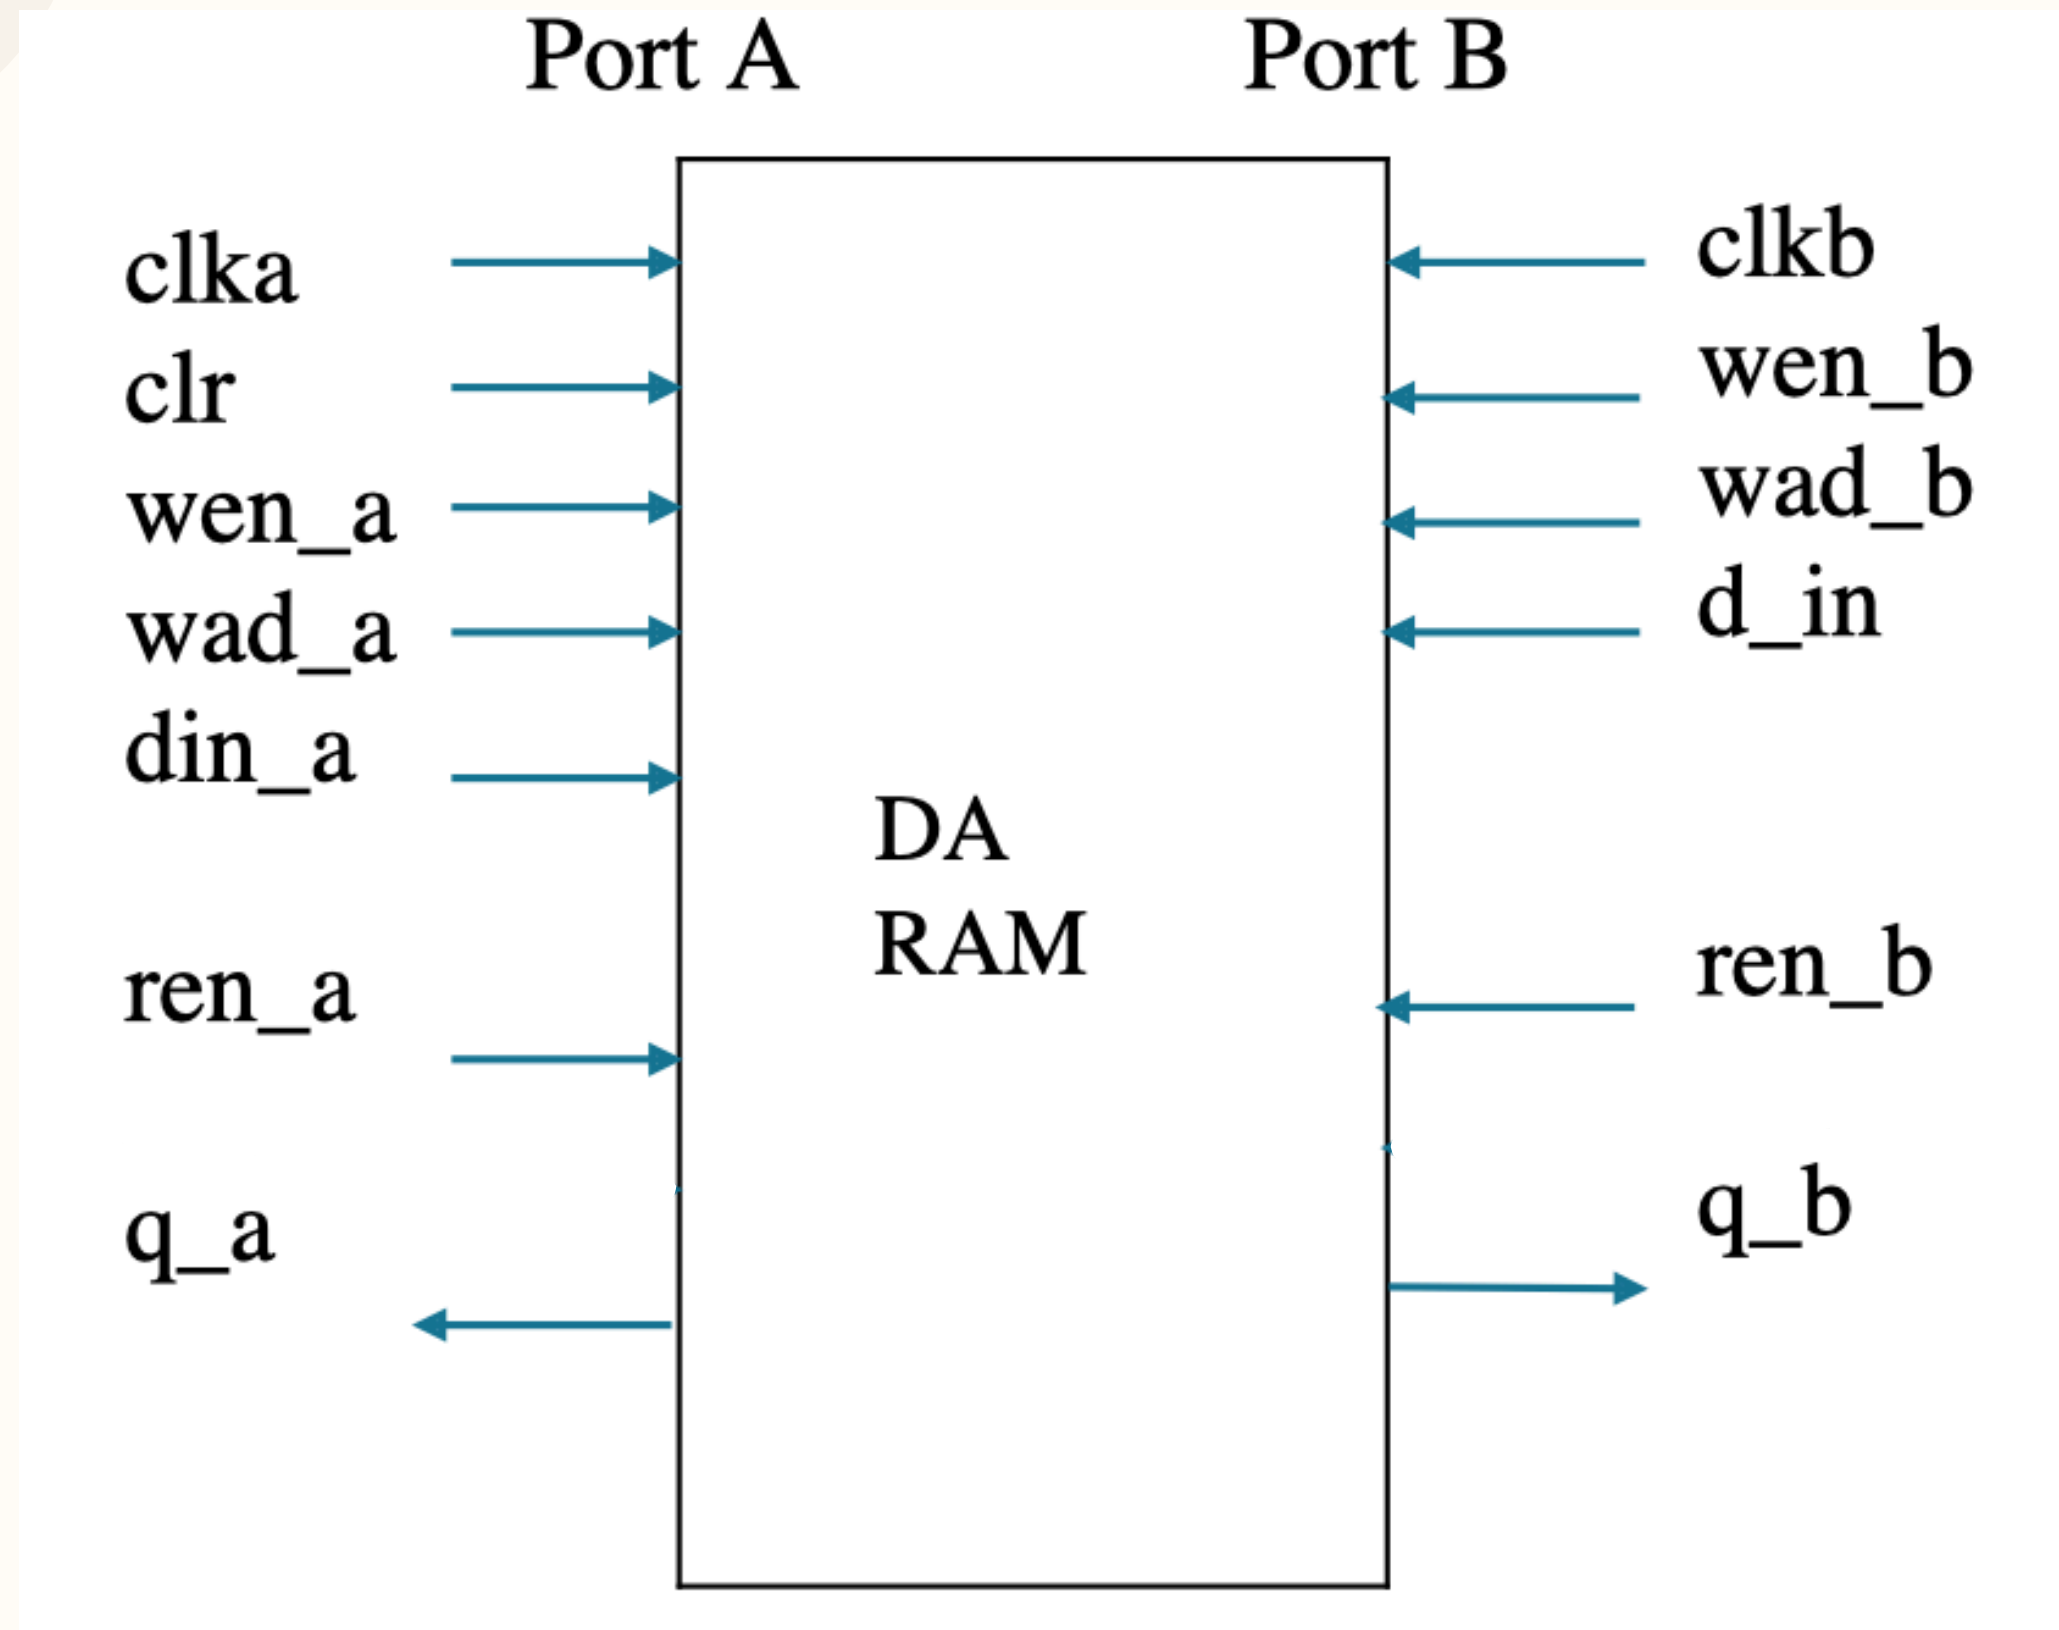 Port A
Port B
clka
clr
wen_a
wad_a
din_a
ren_a
q_a
DA
RAM
clkb
wen_b
wad_b
d_in
ren_b
q_b